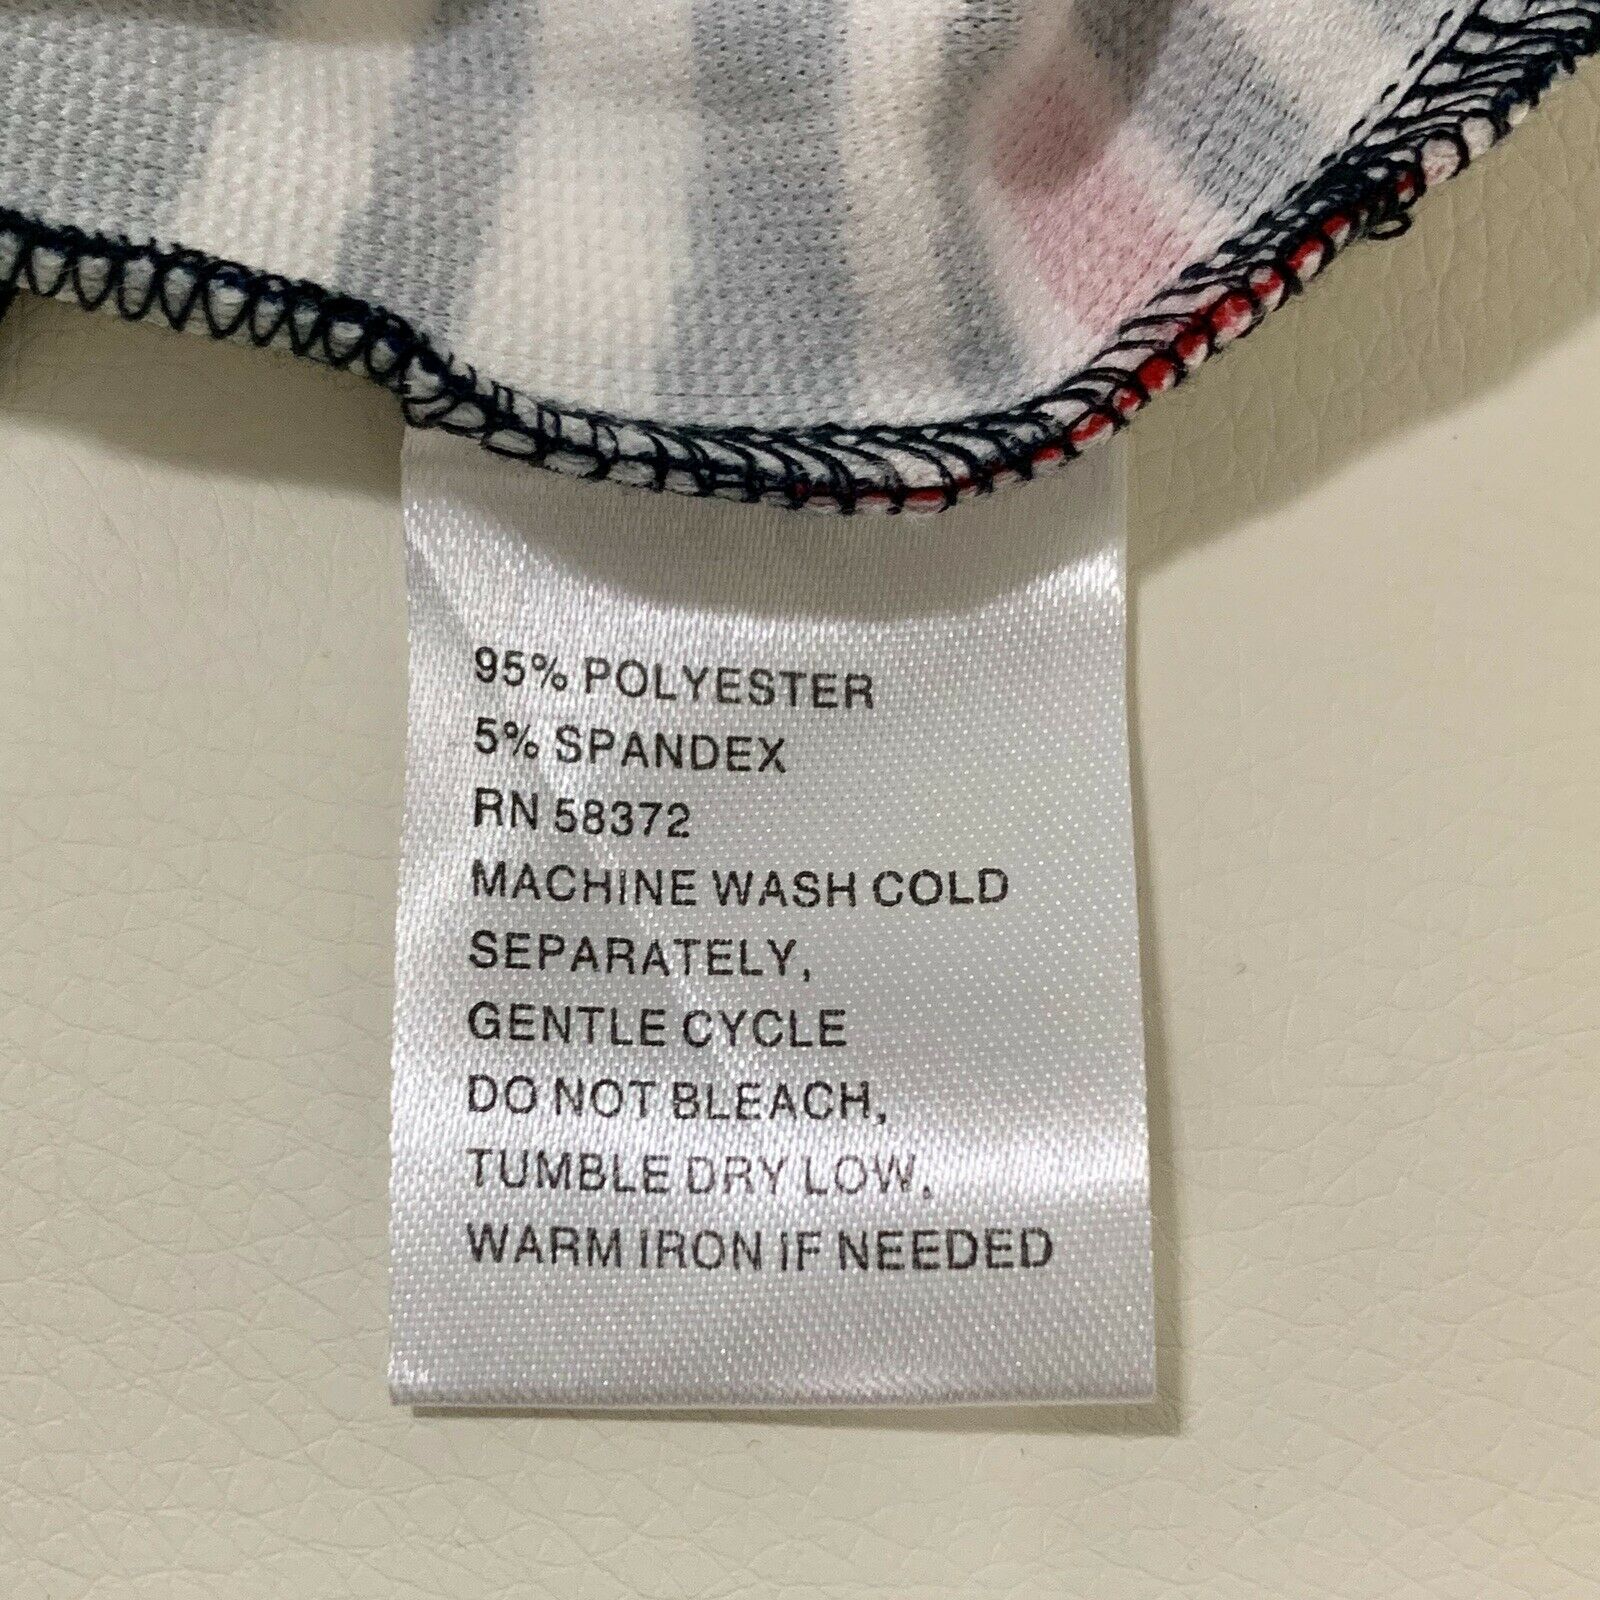 95% POLYESTER
5% SPANDEX
RN 58372
MACHINE WASH COLD
SEPARATELY,
GENTLE CYCLE
DO NOT BLEACH,
TUMBLE DRY LOW,
WARM IRON IF NEEDED